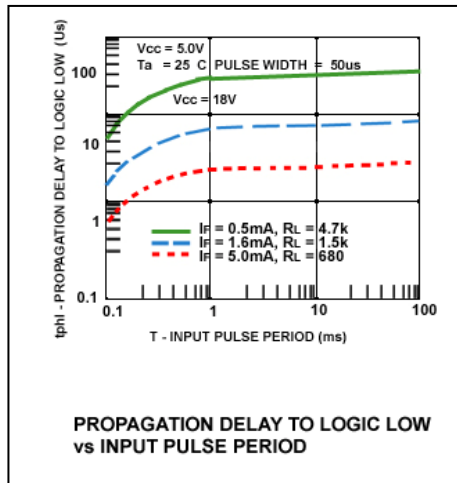 tphl - PROPAGATION DELAY TO LOGIC LOW (Us)
100
10
1
0.1
Vcc = 5.0V
Ta = 25 C PULSE WIDTH = 50us
Vcc = 18V
IF = 0.5mA, RL = 4.7k
IF = 1.6mA, RL = 1.5k
IF = 5.0mA, RL = 680
0.1 1 10 100
T - INPUT PULSE PERIOD (ms)
PROPAGATION DELAY TO LOGIC LOW
vs INPUT PULSE PERIOD